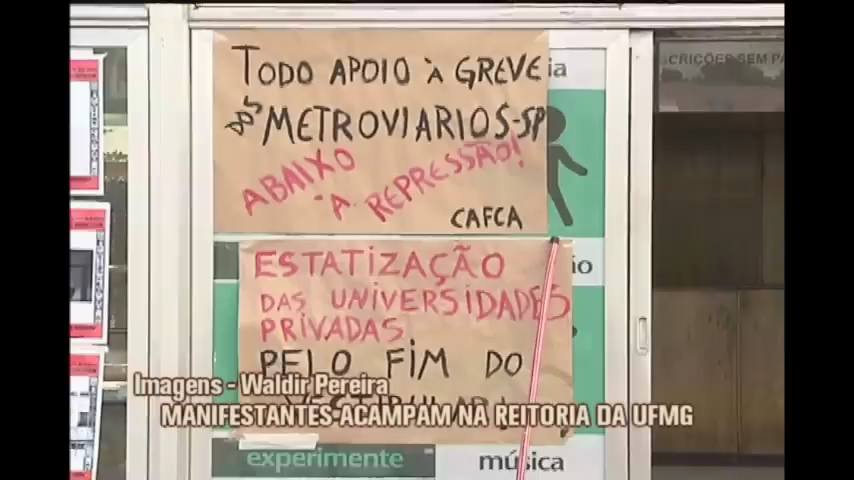 TODO APOIO À GREVE
DOS METROVIARIOS-SP
ABAIXO À REPRESSÃO!
CAFCA
ESTATIZAÇÃO
DAS UNIVERSIDADES
PRIVADAS
PELO FIM DO
VESTIBULAR!
Imagens - Waldir Pereira
MANIFESTANTES ACAMPAM NA REITORIA DA UFMG
experimente
música